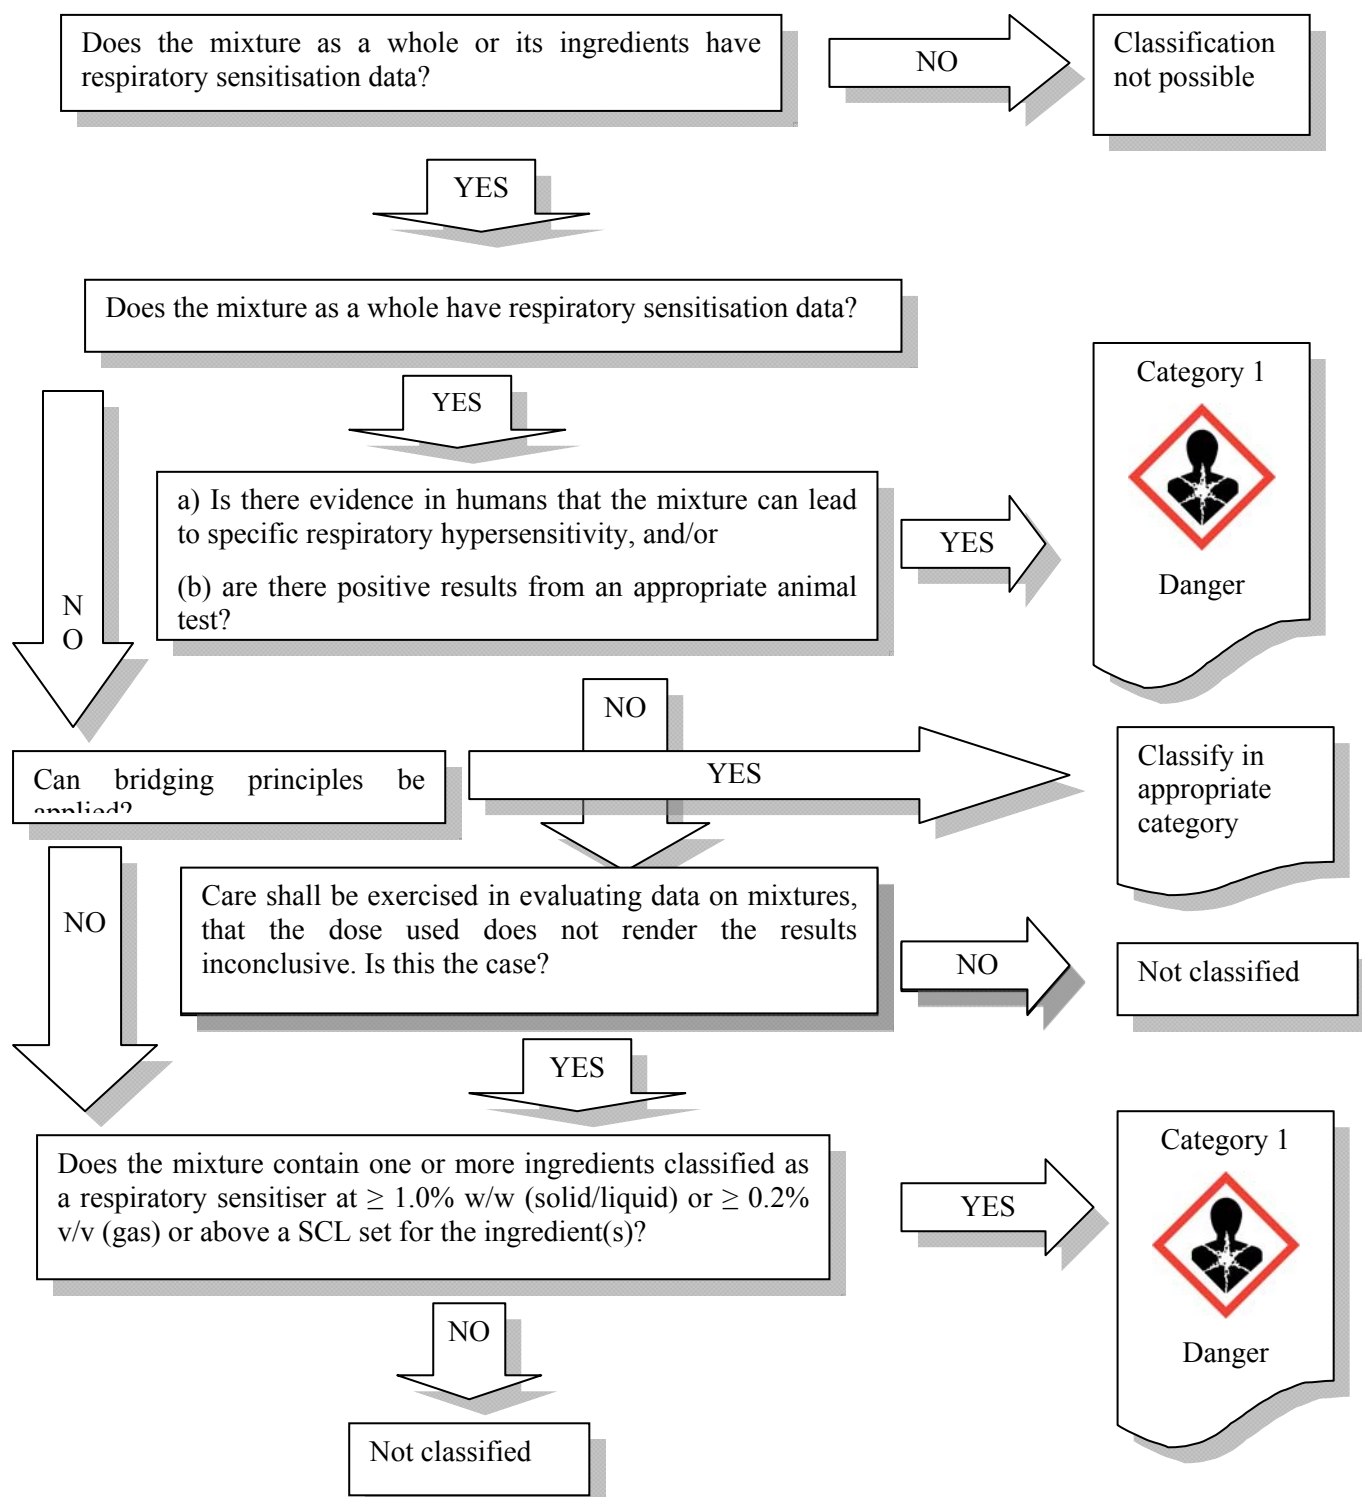 Does the mixture as a whole or its ingredients have
respiratory sensitisation data?
NO
Classification
not possible
YES
Does the mixture as a whole have respiratory sensitisation data?
YES
Category 1
Danger
a) Is there evidence in humans that the mixture can lead
to specific respiratory hypersensitivity, and/or
(b) are there positive results from an appropriate animal
test?
YES
N
O
NO
Can bridging principles be
applied?
YES
Classify in
appropriate
category
NO
Care shall be exercised in evaluating data on mixtures,
that the dose used does not render the results
inconclusive. Is this the case?
NO
Not classified
YES
Does the mixture contain one or more ingredients classified as
a respiratory sensitiser at ≥ 1.0% w/w (solid/liquid) or ≥ 0.2%
v/v (gas) or above a SCL set for the ingredient(s)?
YES
Category 1
Danger
NO
Not classified